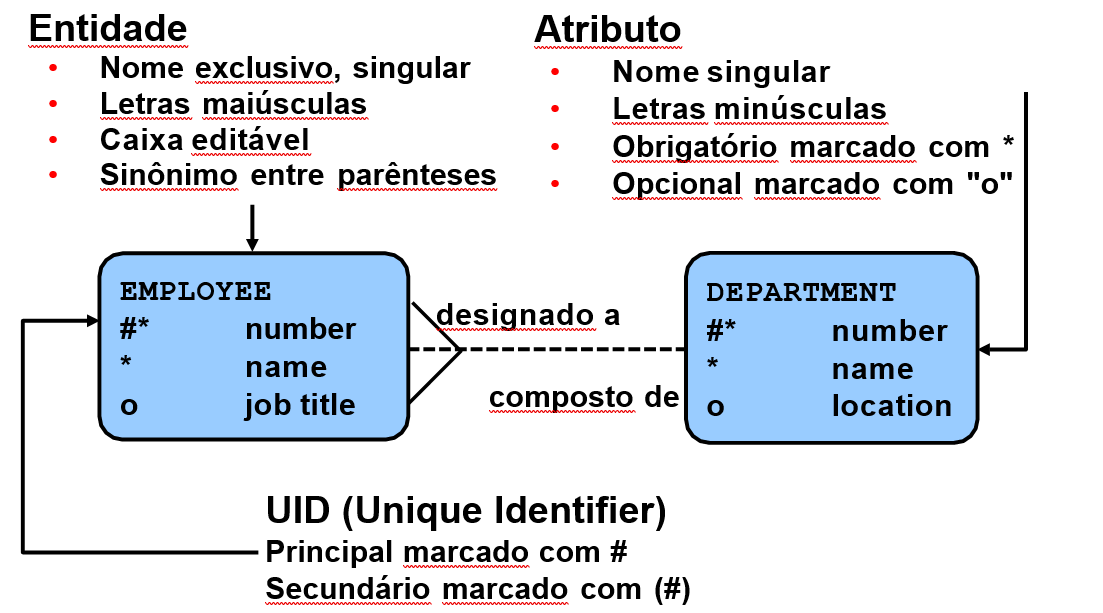 Entidade
• Nome exclusivo, singular
• Letras maiúsculas
• Caixa editável
• Sinônimo entre parênteses
Atributo
• Nome singular
• Letras minúsculas
• Obrigatório marcado com *
• Opcional marcado com "o"
EMPLOYEE
#* number
* name
o job title
designado a
composto de
DEPARTMENT
#* number
* name
o location
UID (Unique Identifier)
Principal marcado com #
Secundário marcado com (#)